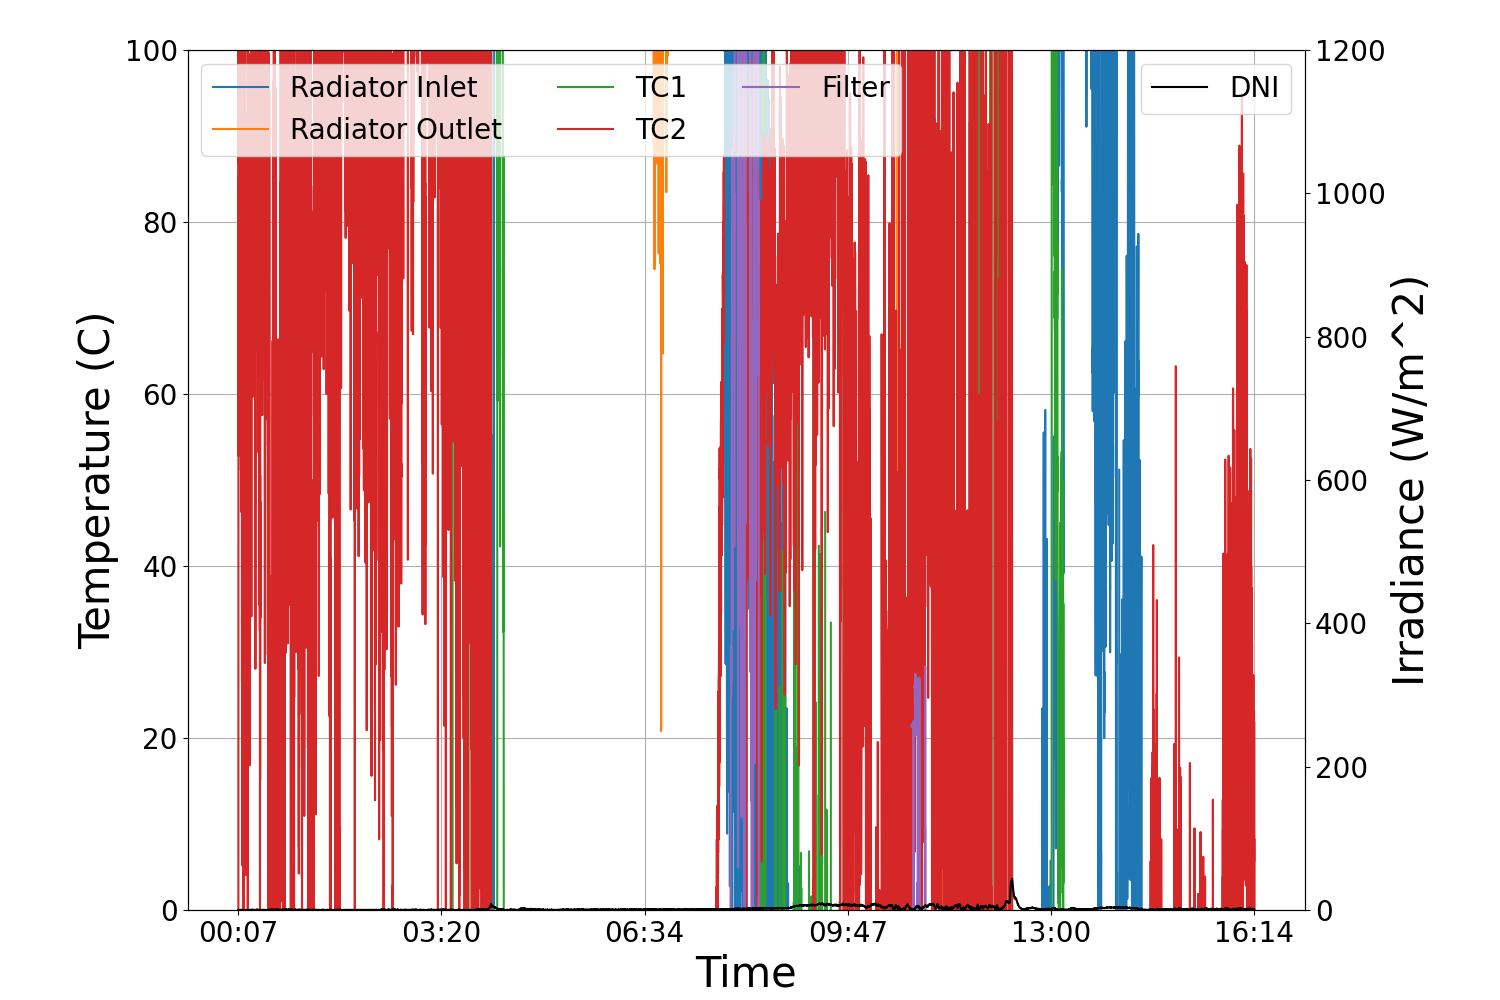 100
80
60
40
20
0
Temperature (C)
Radiator Inlet
Radiator Outlet
TC1
TC2
Filter
DNI
1200
1000
800
600
400
200
0
Irradiance (W/m^2)
00:07 03:20 06:34 09:47 13:00 16:14
Time